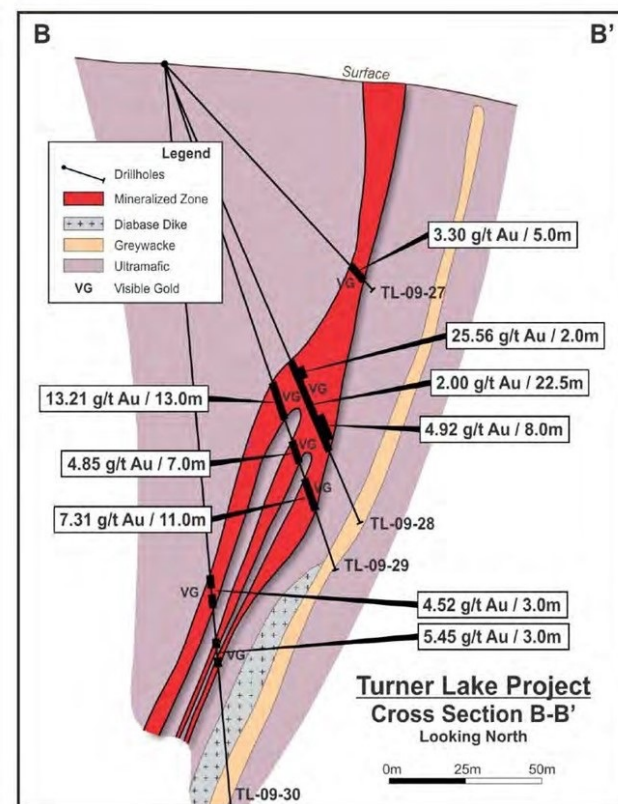 B
B'
Surface
Legend
Drillholes
Mineralized Zone
Diabase Dike
Greywacke
Ultramafic
VG Visible Gold
3.30 g/t Au / 5.0m
VG
TL-09-27
25.56 g/t Au / 2.0m
VG
2.00 g/t Au / 22.5m
13.21 g/t Au / 13.0m
VG
4.92 g/t Au / 8.0m
VG
4.85 g/t Au / 7.0m
VG
7.31 g/t Au / 11.0m
TL-09-28
TL-09-29
VG
4.52 g/t Au / 3.0m
5.45 g/t Au / 3.0m
VG
Turner Lake Project
Cross Section B-B'
Looking North
0m 25m 50m
TL-09-30